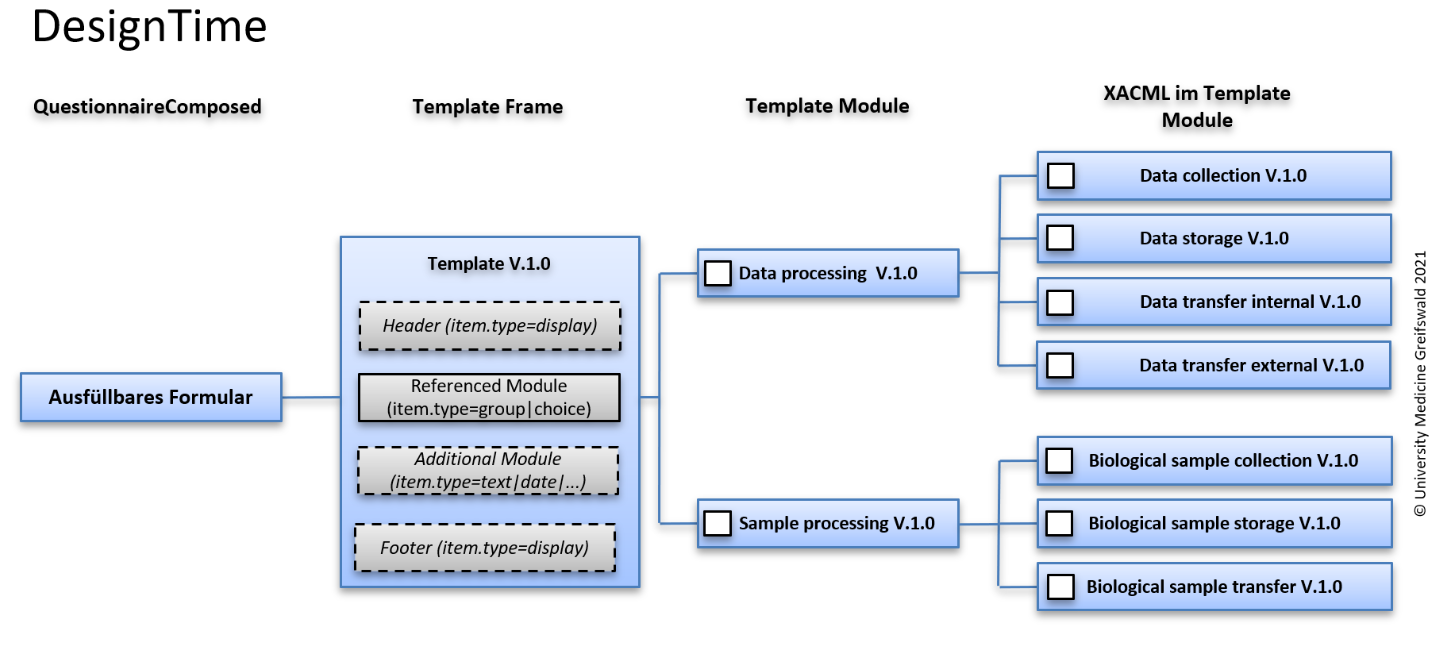 DesignTime
QuestionnaireComposed
Template Frame
Template Module
XACML im Template
Module
Ausfüllbares Formular
Template V.1.0
Header (item.type=display)
Referenced Module
(item.type=group|choice)
Additional Module
(item.type=text|date|...)
Footer (item.type=display)
Data processing V.1.0
Sample processing V.1.0
Data collection V.1.0
Data storage V.1.0
Data transfer internal V.1.0
Data transfer external V.1.0
Biological sample collection V.1.0
Biological sample storage V.1.0
Biological sample transfer V.1.0
© University Medicine Greifswald 2021